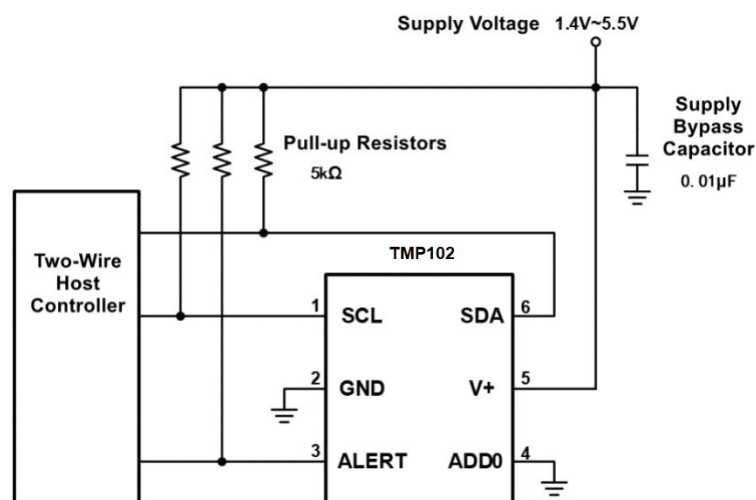 Supply Voltage 1.4V~5.5V
Supply
Bypass
Capacitor
0.01μF
Pull-up Resistors
5kΩ
Two-Wire
Host
Controller
TMP102
1 SCL SDA 6
2 GND V+ 5
3 ALERT ADD0 4